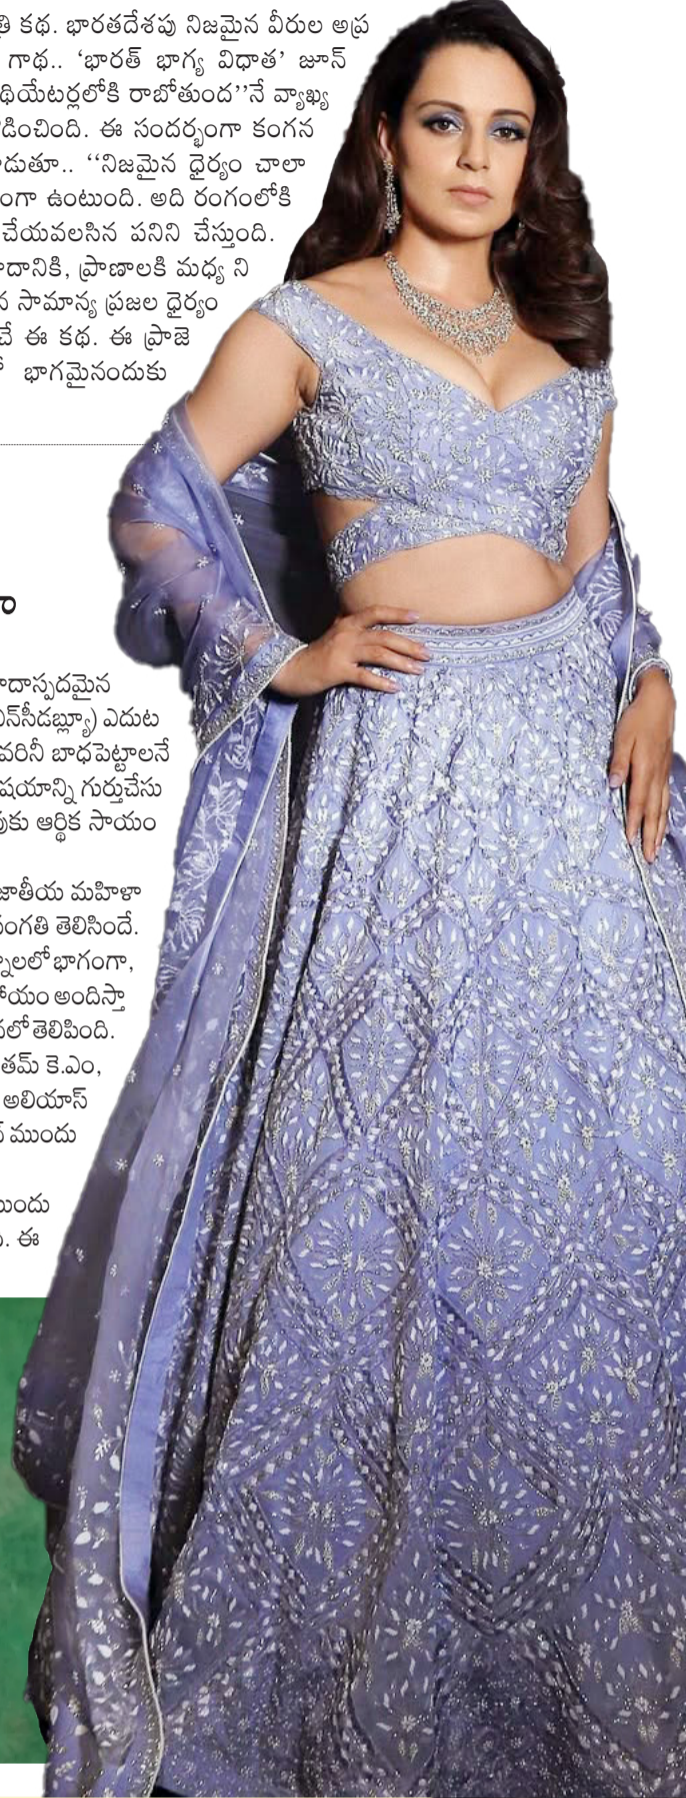 కథ. భారతదేశపు నిజమైన వీరుల అప్ర
గాథ.. ‘భారత్ భాగ్య విధాత’ జూన్
థియేటర్లలోకి రాబోతుంద’’నే వ్యాఖ్య
డించింది. ఈ సందర్భంగా కంగన
డుతూ.. ‘‘నిజమైన ధైర్యం చాలా
ంగా ఉంటుంది. అది రంగంలోకి
చేయవలసిన పనిని చేస్తుంది.
దానికి, ప్రాణాలకి మధ్య ని
సామాన్య ప్రజల ధైర్యం
చే ఈ కథ. ఈ ప్రాజె
భాగమైనందుకు
దాస్పదమైన
ఎన్‌సీడబ్ల్యూ) ఎదుట
వరినీ బాధపెట్టాలనే
షయాన్ని గుర్తుచేసు
కు ఆర్థిక సాయం
జాతీయ మహిళా
సంగతి తెలిసిందే.
్నాలలో భాగంగా,
యం అందిస్తా
లో తెలిపింది.
తమ్ కె.ఎం,
అలియాస్
ముందు
ముందు
ఈ